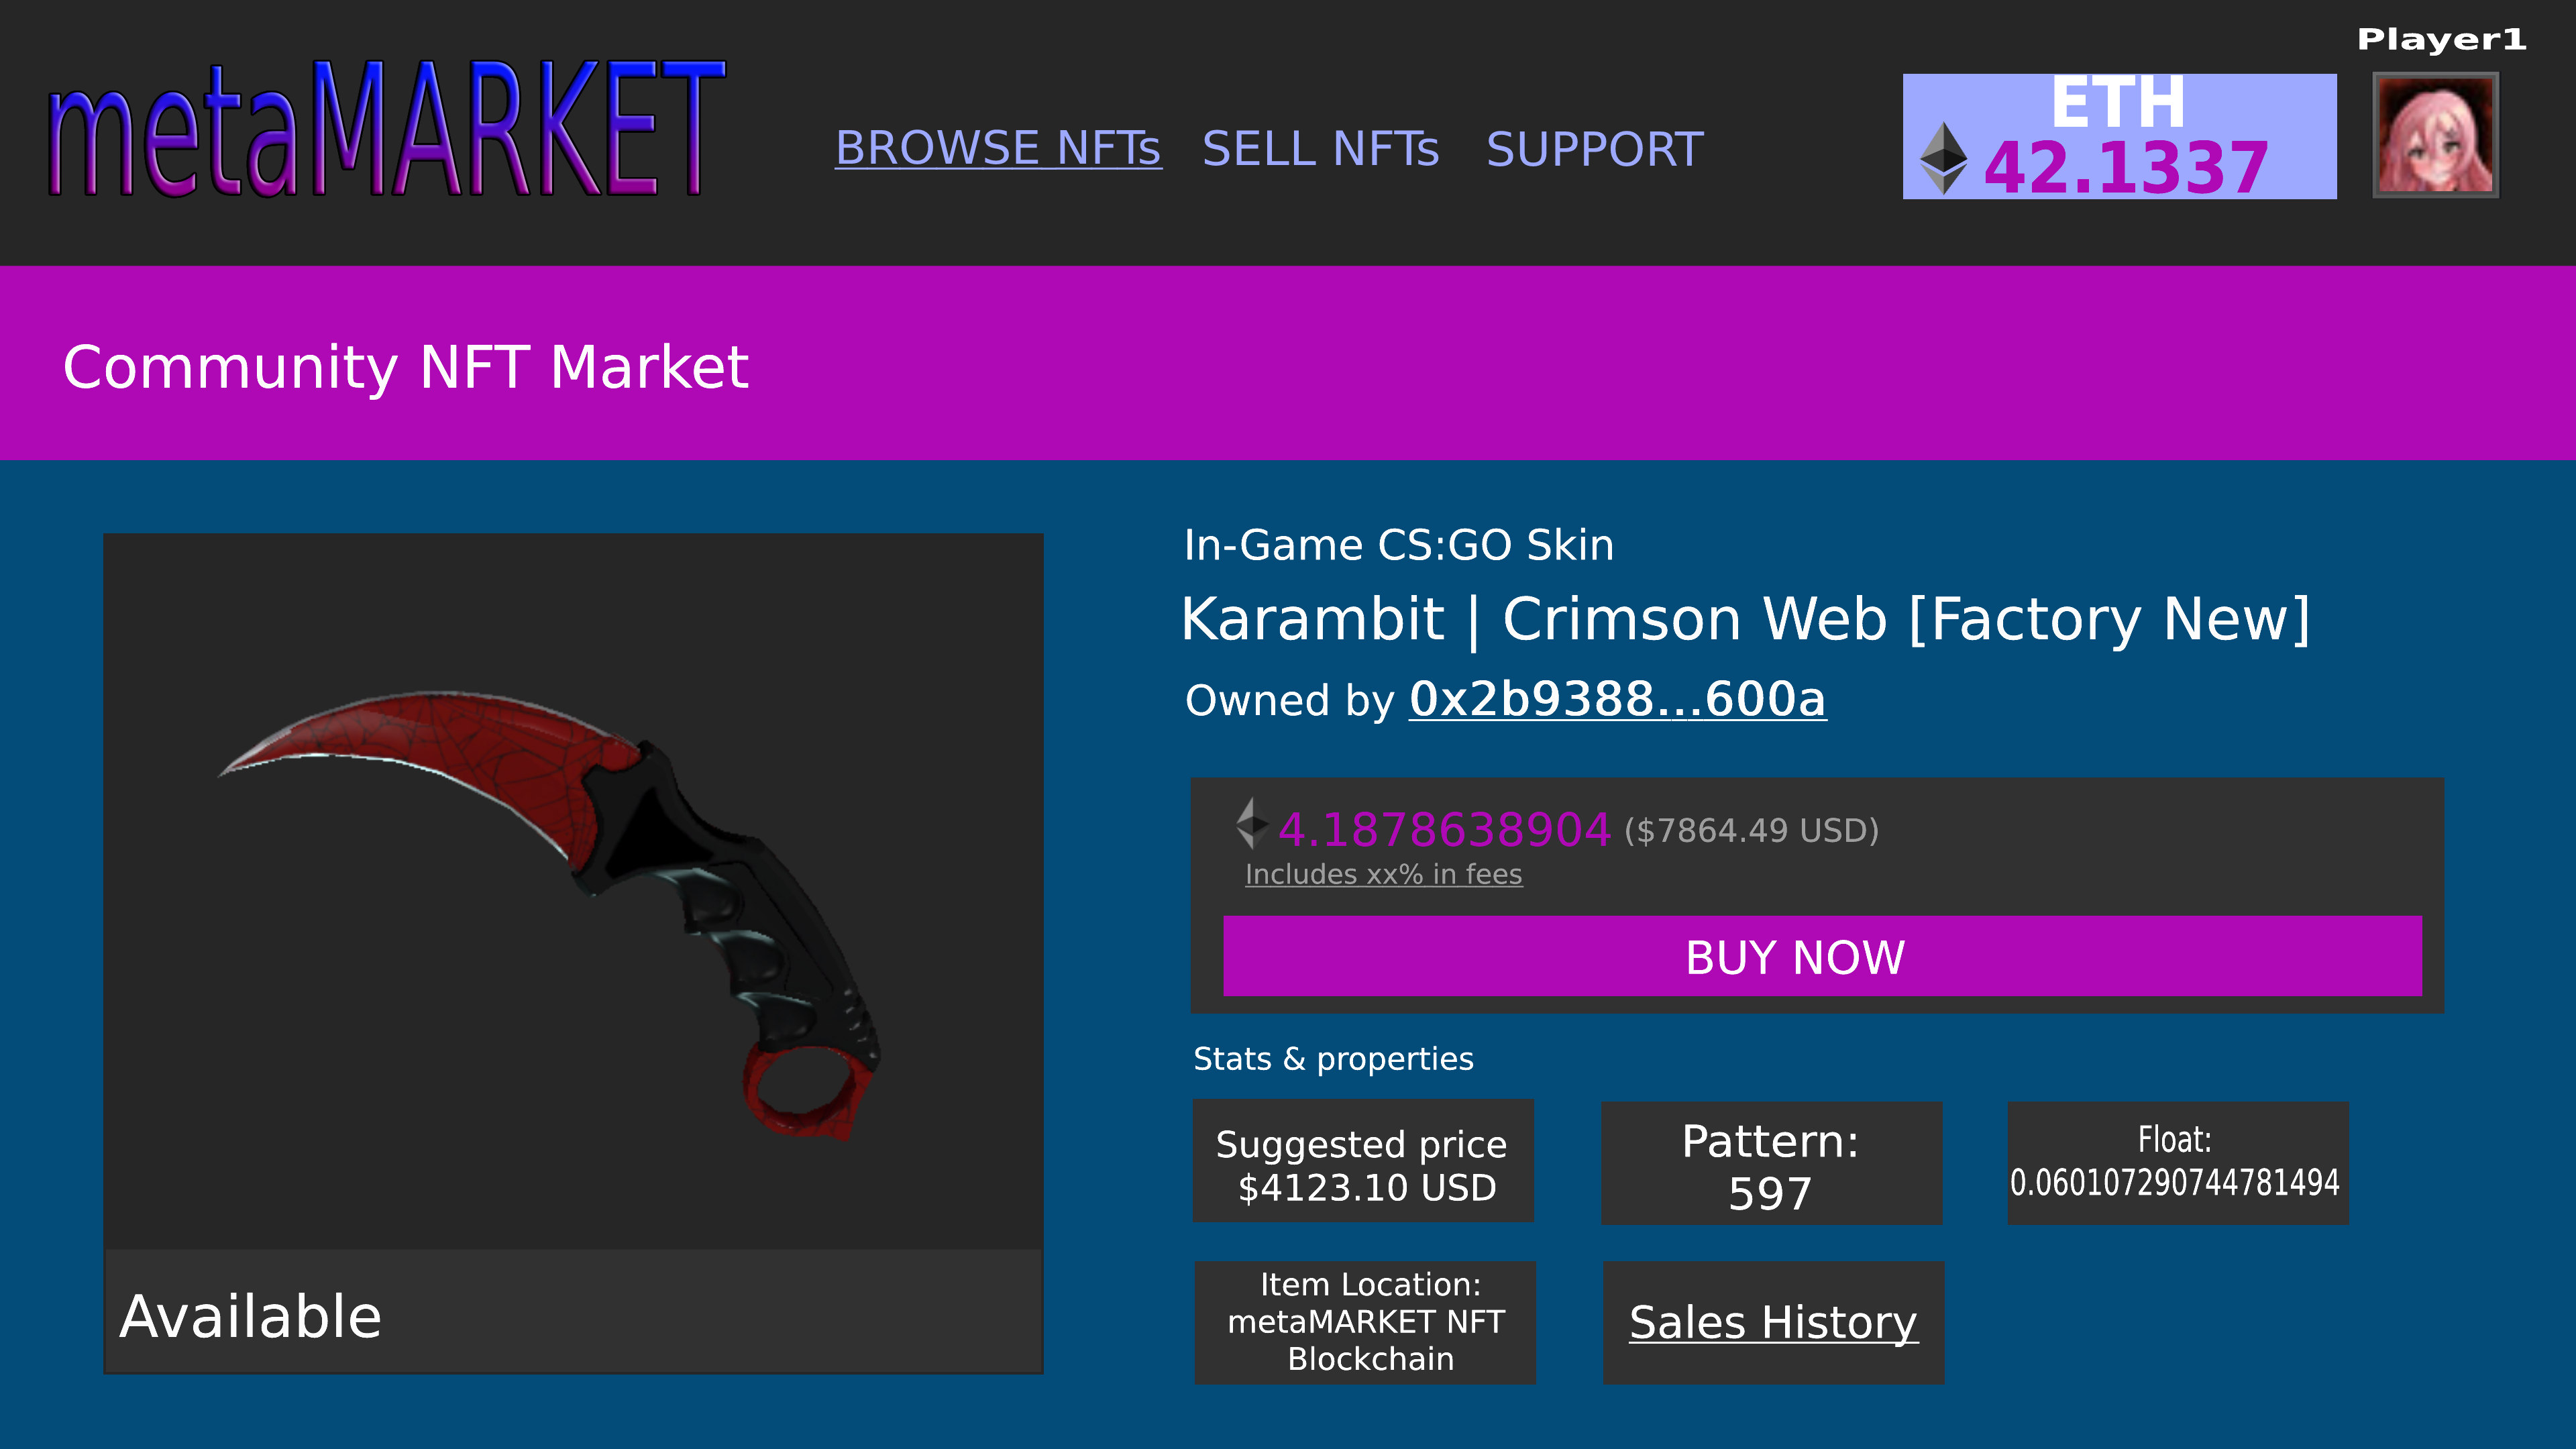 Player1
metaMARKET
BROWSE NFTs SELL NFTs SUPPORT
ETH
42.1337
Community NFT Market
In-Game CS:GO Skin
Karambit | Crimson Web [Factory New]
Owned by 0x2b9388...600a
4.1878638904 ($7864.49 USD)
Includes xx% in fees
BUY NOW
Stats & properties
Suggested price
$4123.10 USD
Pattern:
597
Float:
0.060107290744781494
Item Location:
metaMARKET NFT
Blockchain
Sales History
Available